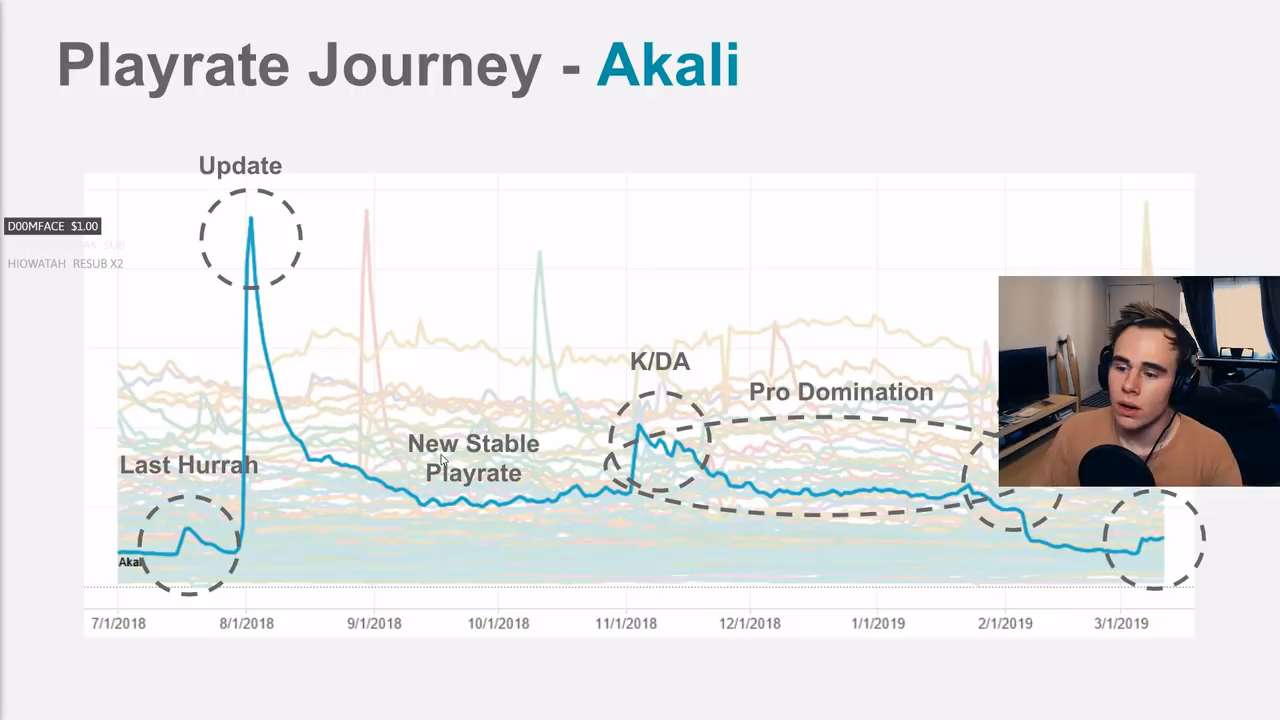 Playrate Journey - Akali
Update
D00MFACE $1.00
HIOWATAH RESUB X2
K/DA
Pro Domination
New Stable
Playrate
Last Hurrah
Akali
7/1/2018 8/1/2018 9/1/2018 10/1/2018 11/1/2018 12/1/2018 1/1/2019 2/1/2019 3/1/2019